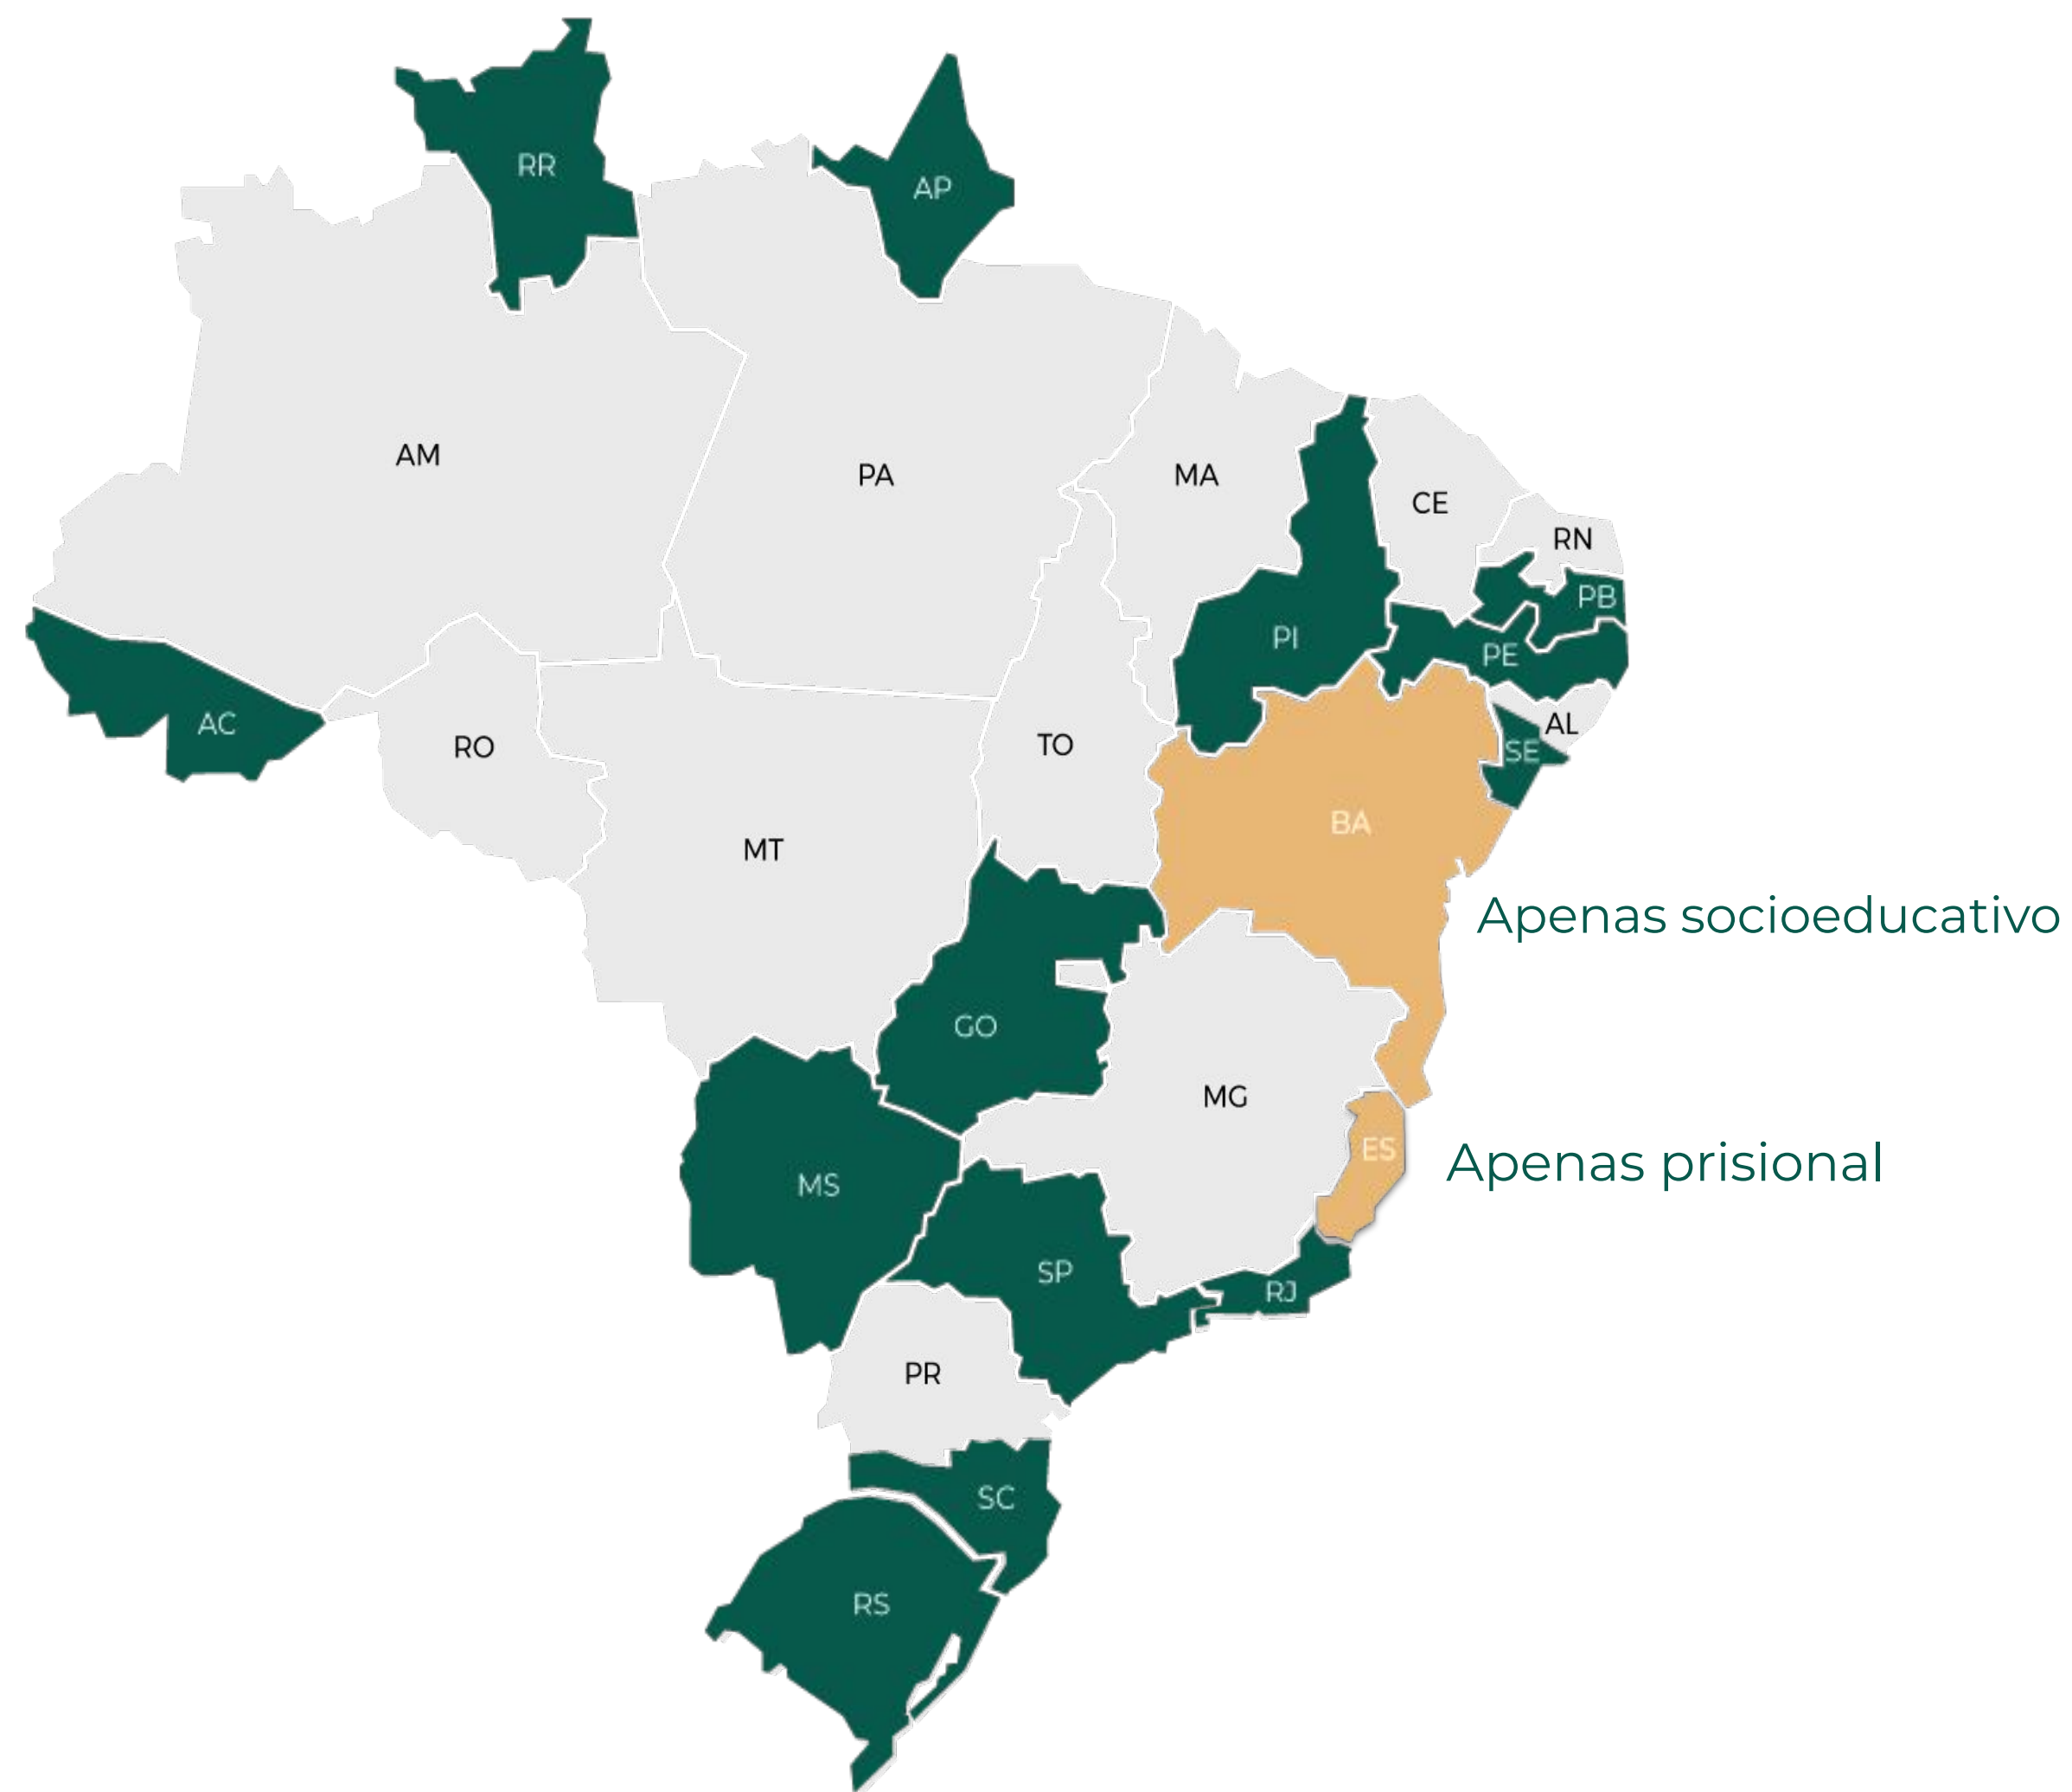 RR
AP
AM
PA
MA
CE
RN
PB
PI
PE
AC
AL
RO
TO
SE
BA
MT
Apenas socioeducativo
GO
MG
ES
Apenas prisional
MS
SP
RJ
PR
SC
RS